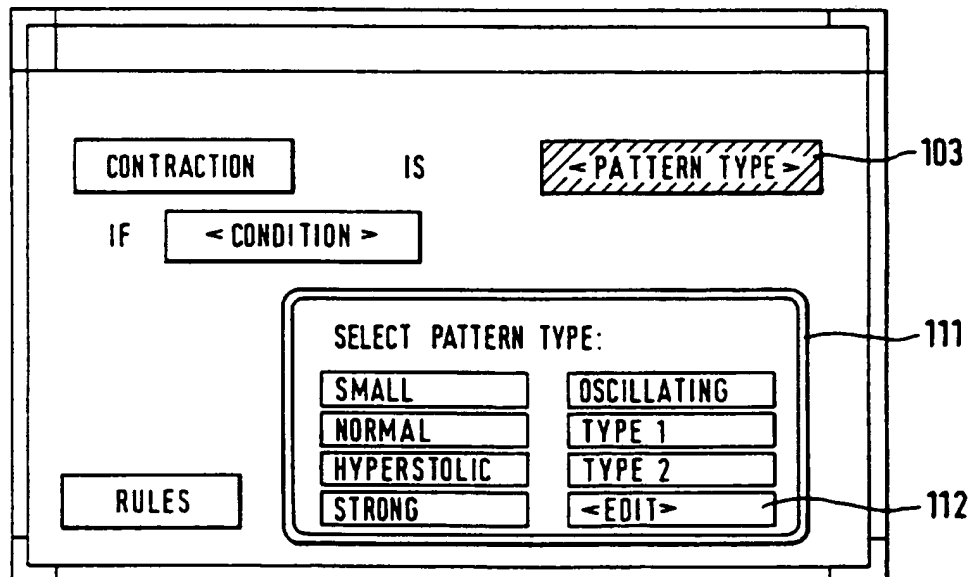 CONTRACTION IS <PATTERN TYPE> 103
IF <CONDITION>
SELECT PATTERN TYPE: 111
SMALL OSCILLATING
NORMAL TYPE 1
HYPERSTOLIC TYPE 2
RULES STRONG <EDIT> 112